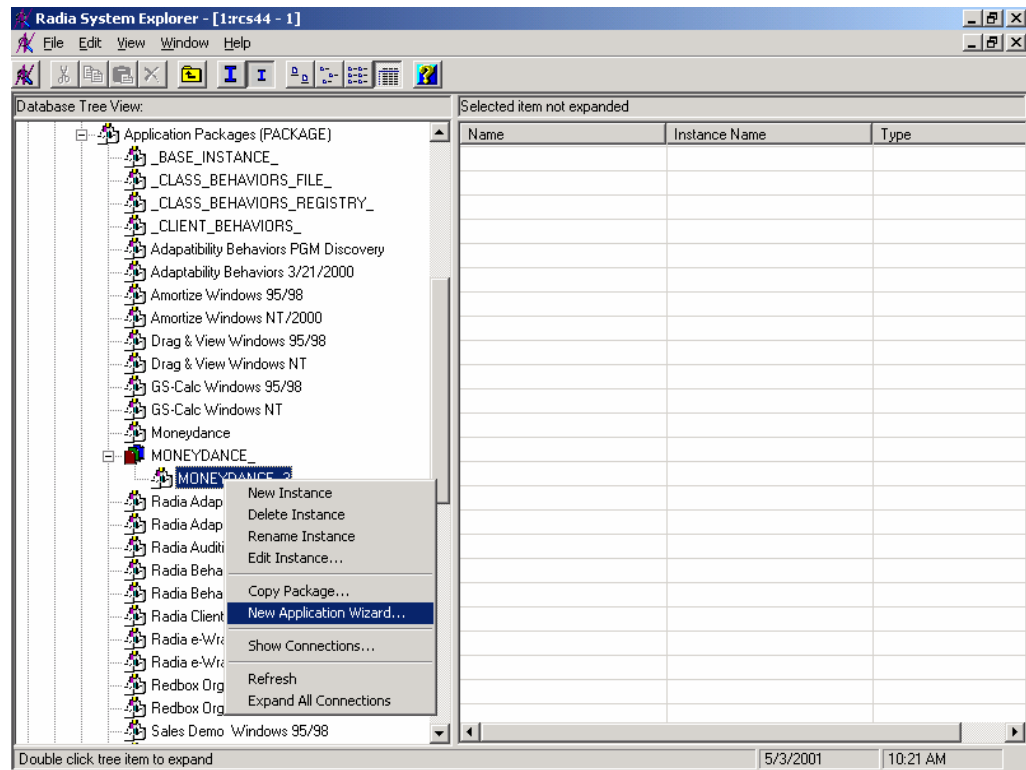 Radia System Explorer - [1:rcs44 - 1]
File Edit View Window Help
Database Tree View:
Selected item not expanded
Name Instance Name Type
Application Packages (PACKAGE)
_BASE_INSTANCE_
_CLASS_BEHAVIORS_FILE_
_CLASS_BEHAVIORS_REGISTRY_
_CLIENT_BEHAVIORS_
Adapatibility Behaviors PGM Discovery
Adaptability Behaviors 3/21/2000
Amortize Windows 95/98
Amortize Windows NT/2000
Drag & View Windows 95/98
Drag & View Windows NT
GS-Calc Windows 95/98
GS-Calc Windows NT
Moneydance
MONEYDANCE_
MONEYDANCE_
Radia Adap
Radia Adap
Radia Auditi
Radia Beha
Radia Beha
Radia Client
Radia e-Wra
Radia e-Wra
Redbox Org
Redbox Org
Sales Demo Windows 95/98
New Instance
Delete Instance
Rename Instance
Edit Instance...
Copy Package...
New Application Wizard...
Show Connections...
Refresh
Expand All Connections
Double click tree item to expand
5/3/2001
10:21 AM